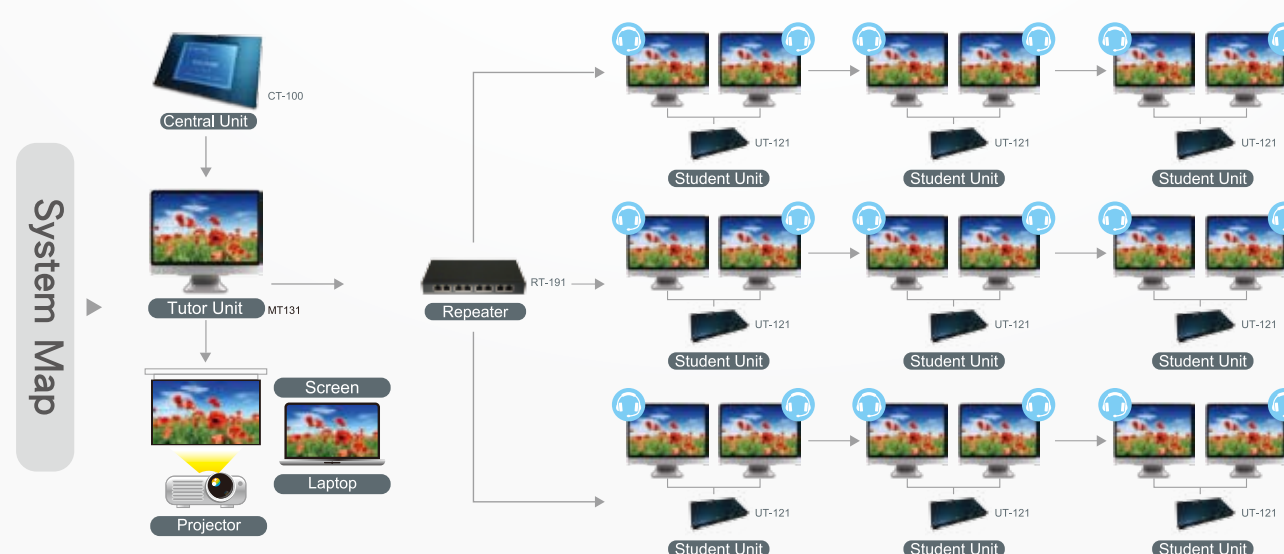 System Map
CT-100
Central Unit
Tutor Unit
MT131
Screen
Laptop
Projector
RT-191
Repeater
UT-121
Student Unit
UT-121
Student Unit
UT-121
Student Unit
UT-121
Student Unit
UT-121
Student Unit
UT-121
Student Unit
UT-121
Student Unit
UT-121
Student Unit
UT-121
Student Unit